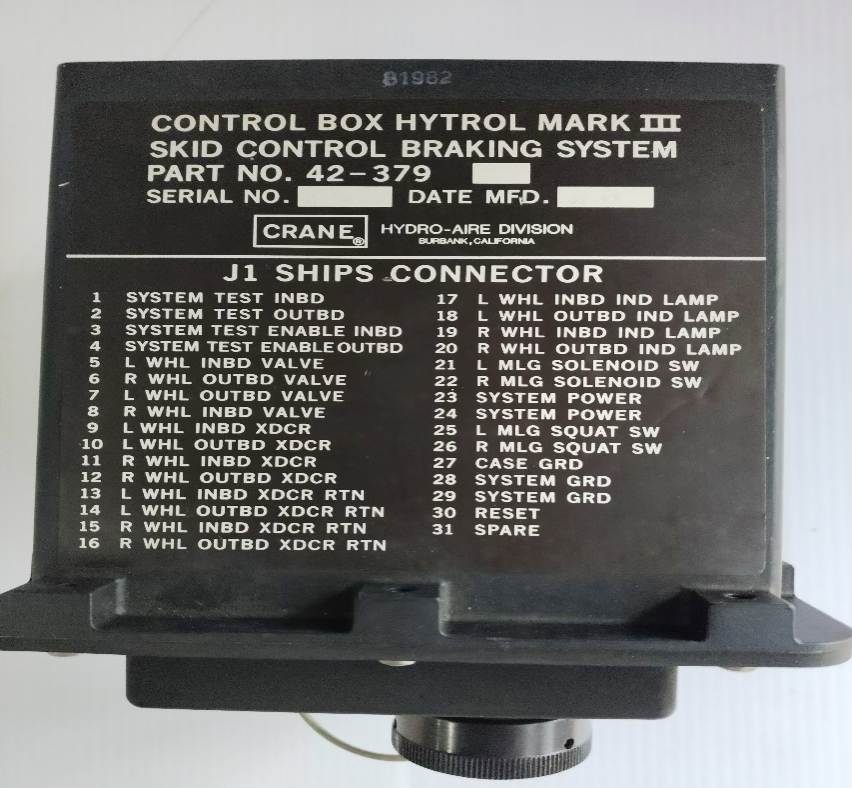 81982
CONTROL BOX HYTROL MARK III
SKID CONTROL BRAKING SYSTEM
PART NO. 42-379
SERIAL NO. DATE MFD.
CRANE® HYDRO-AIRE DIVISION
BURBANK, CALIFORNIA
J1 SHIPS CONNECTOR
1 SYSTEM TEST INBD
2 SYSTEM TEST OUTBD
3 SYSTEM TEST ENABLE INBD
4 SYSTEM TEST ENABLE OUTBD
5 L WHL INBD VALVE
6 R WHL OUTBD VALVE
7 L WHL OUTBD VALVE
8 R WHL INBD VALVE
9 L WHL INBD XDCR
10 L WHL OUTBD XDCR
11 R WHL INBD XDCR
12 R WHL OUTBD XDCR
13 L WHL INBD XDCR RTN
14 L WHL OUTBD XDCR RTN
15 R WHL INBD XDCR RTN
16 R WHL OUTBD XDCR RTN
17 L WHL INBD IND LAMP
18 L WHL OUTBD IND LAMP
19 R WHL INBD IND LAMP
20 R WHL OUTBD IND LAMP
21 L MLG SOLENOID SW
22 R MLG SOLENOID SW
23 SYSTEM POWER
24 SYSTEM POWER
25 L MLG SQUAT SW
26 R MLG SQUAT SW
27 CASE GRD
28 SYSTEM GRD
29 SYSTEM GRD
30 RESET
31 SPARE